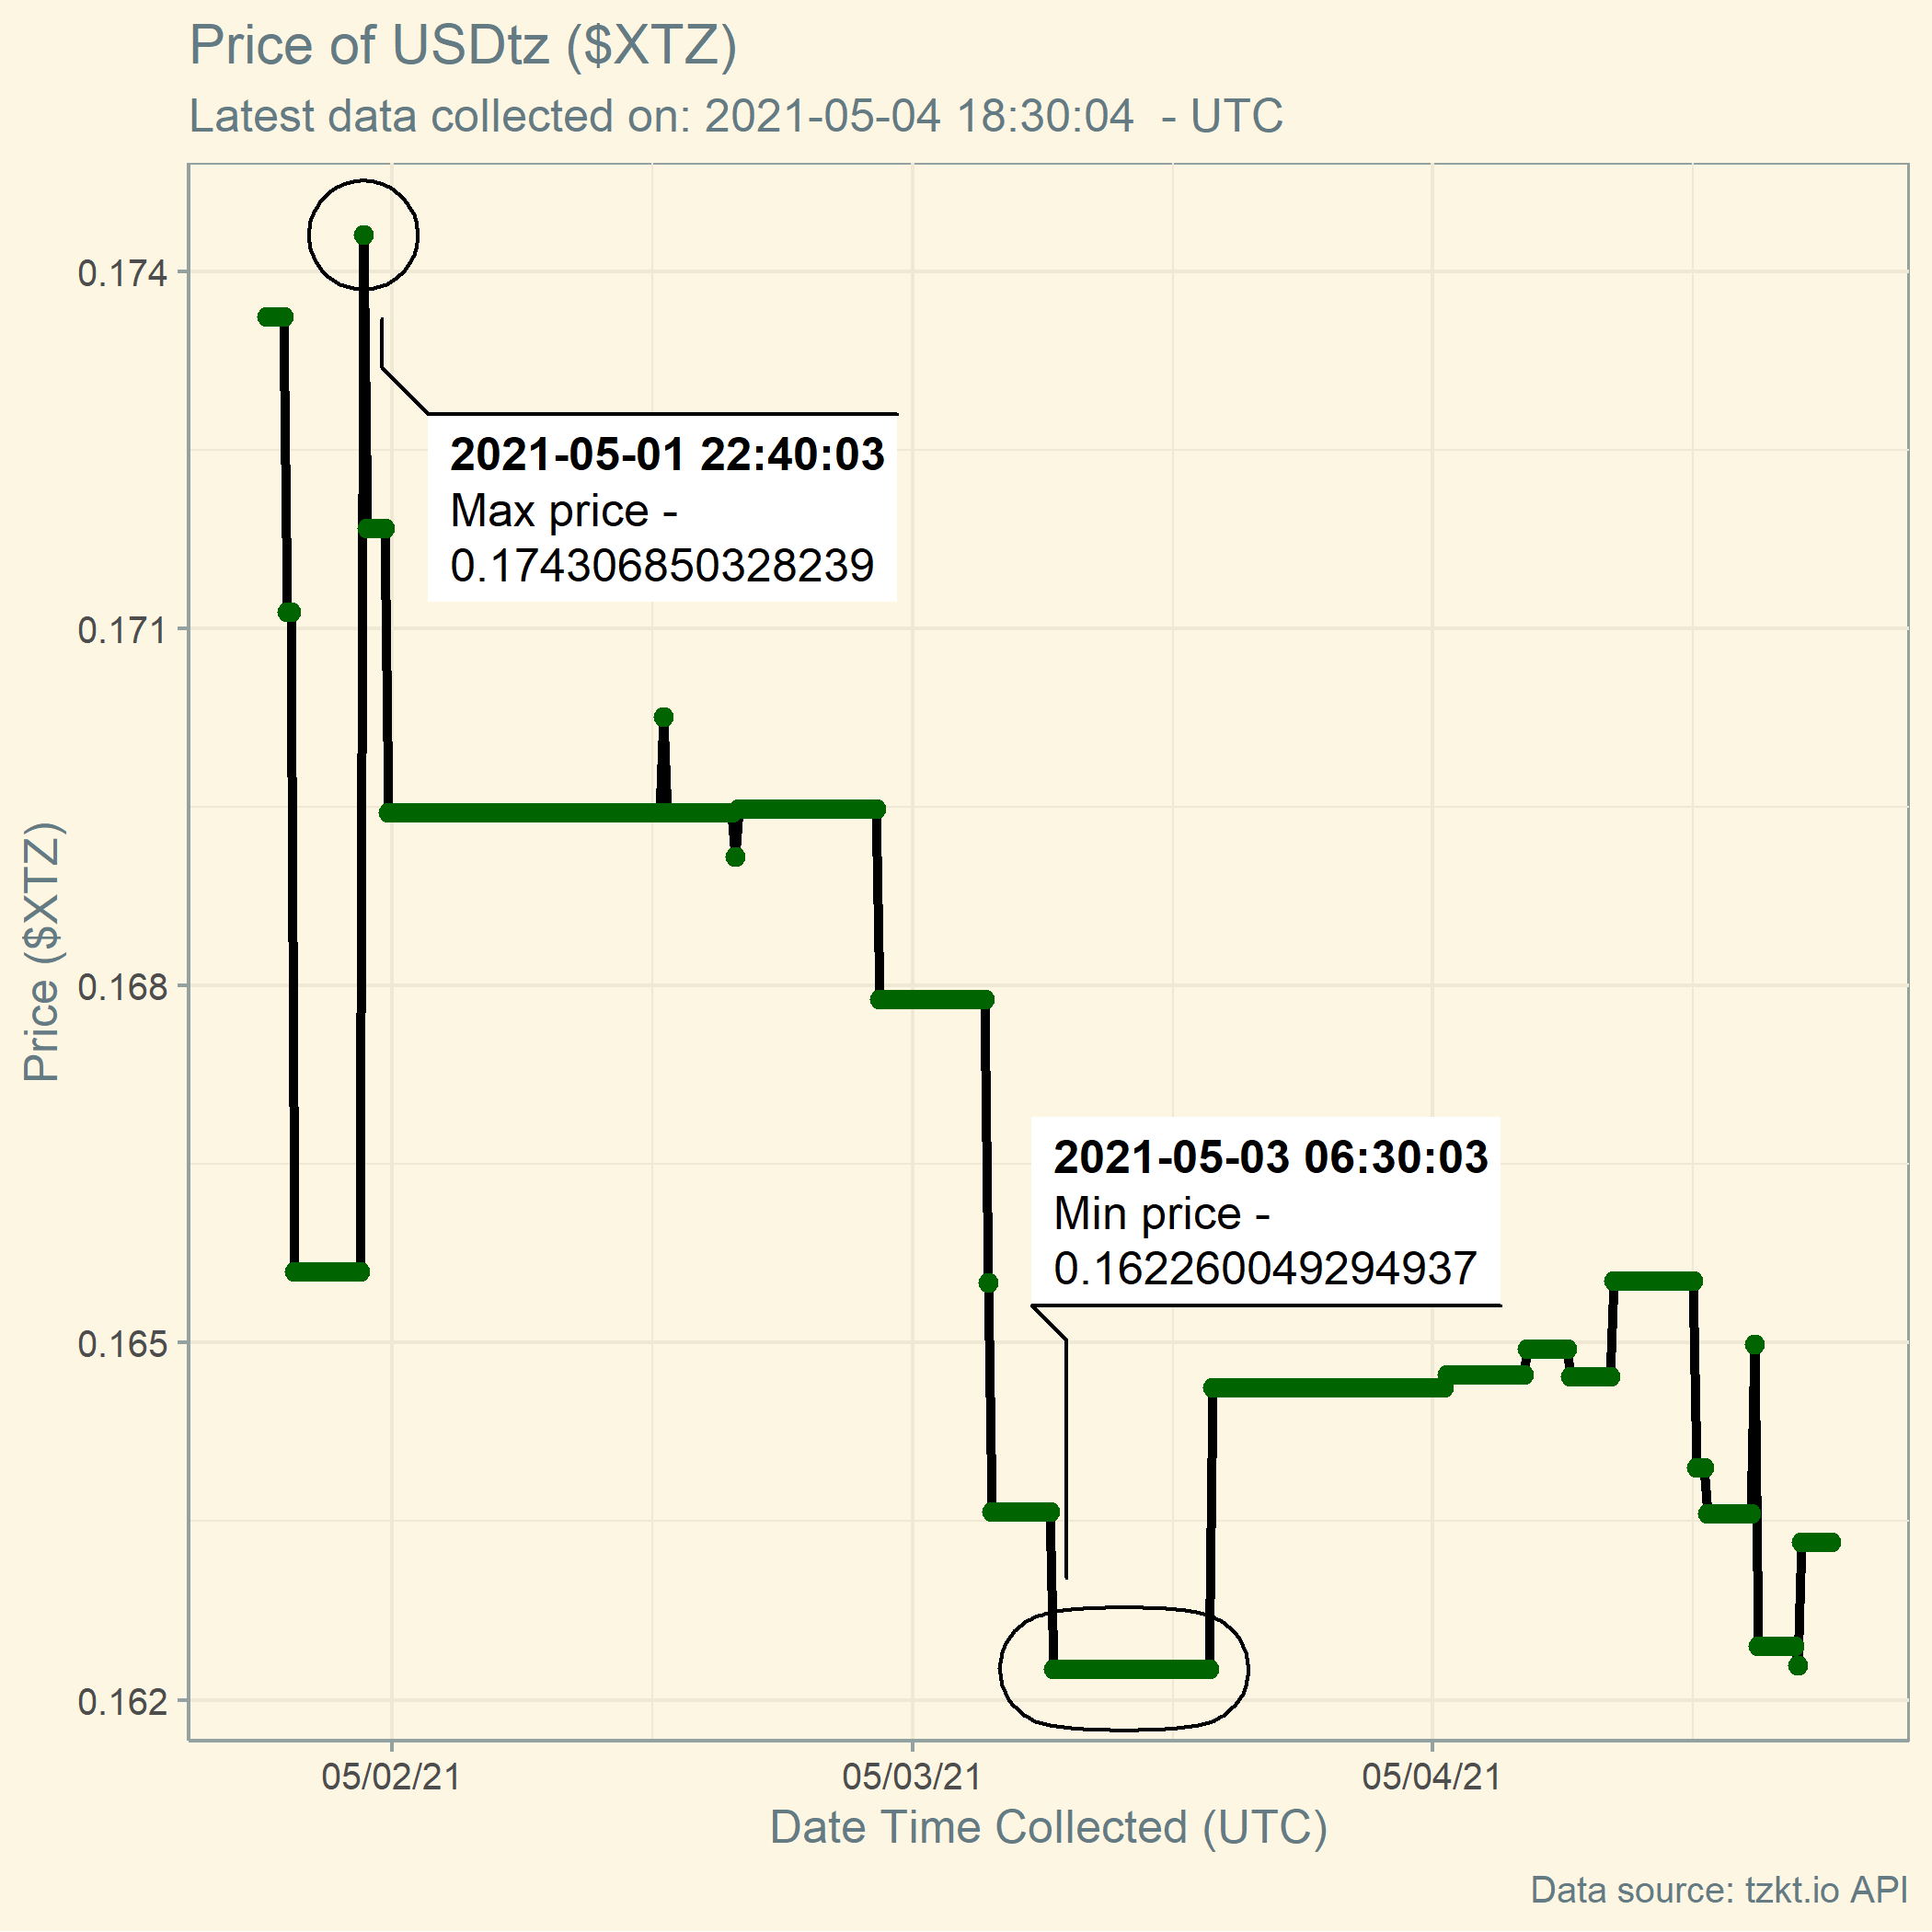 Price of USDtz ($XTZ)
Latest data collected on: 2021-05-04 18:30:04  - UTC
0.174
2021-05-01 22:40:03
Max price -
0.174306850328239
0.171
Price ($XTZ)
0.168
2021-05-03 06:30:03
Min price -
0.162260049294937
0.165
0.162
05/02/21
05/03/21
05/04/21
Date Time Collected (UTC)
Data source: tzkt.io API